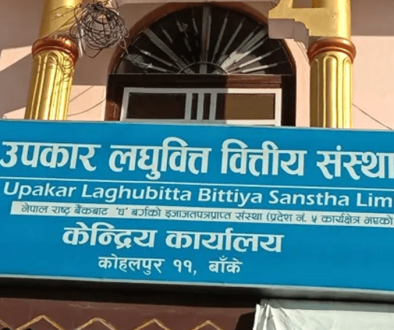 उपकार लघुवित्त वित्तीय संस्था
Upakar Laghubitta Bittiya Sanstha Lim
नेपाल राष्ट्र बैंकबाट 'घ' बर्गको इजाजतपत्रप्राप्त संस्था (प्रदेश नं. ५ कार्यक्षेत्र भएको
केन्द्रिय कार्यालय
कोहलपुर ११, बाँके